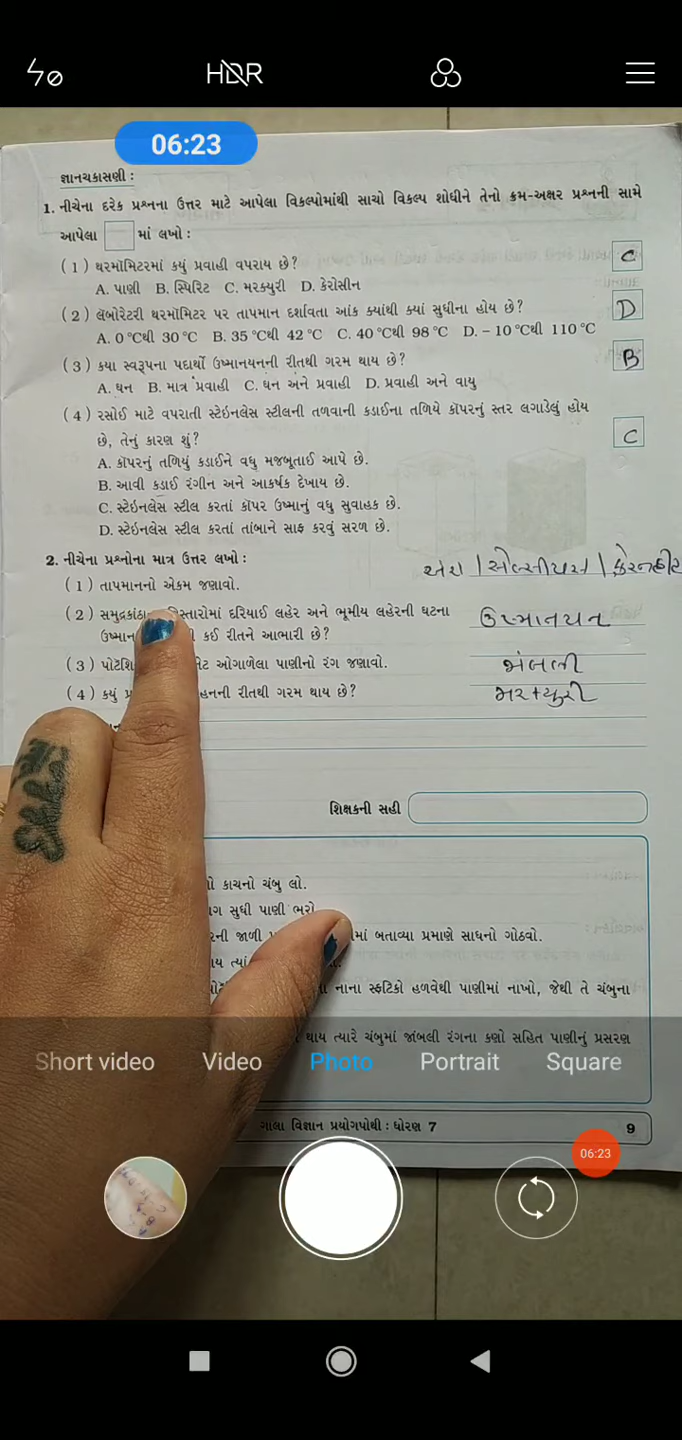 HDR
06:23
જ્ઞાનચકાસણી :
1. નીચેના દરેક પ્રશ્નના ઉત્તર માટે આપેલા વિકલ્પોમાંથી સાચો વિકલ્પ શોધીને તેનો ક્રમ-અક્ષર પ્રશ્નની સામે
આપેલા માં લખો :
(1) થરમૉમિટરમાં કયું પ્રવાહી વપરાય છે? C
A. પાણી B. સ્પિરિટ C. મરક્યુરી D. કેરોસીન
(2) લૅબોરેટરી થરમૉમિટર પર તાપમાન દર્શાવતા આંક ક્યાંથી ક્યાં સુધીના હોય છે? D
A. 0 °Cથી 30 °C B. 35 °Cથી 42 °C C. 40 °Cથી 98 °C D. – 10 °Cથી 110 °C
(3) કયા સ્વરૂપના પદાર્થો ઉષ્માનયનની રીતથી ગરમ થાય છે? B
A. ઘન B. માત્ર પ્રવાહી C. ઘન અને પ્રવાહી D. પ્રવાહી અને વાયુ
(4) રસોઈ માટે વપરાતી સ્ટેઇનલેસ સ્ટીલની તળવાની કડાઈના તળિયે કૉપરનું સ્તર લગાડેલું હોય
છે, તેનું કારણ શું? C
A. કૉપરનું તળિયું કડાઈને વધુ મજબૂતાઈ આપે છે.
B. આવી કડાઈ રંગીન અને આકર્ષક દેખાય છે.
C. સ્ટેઇનલેસ સ્ટીલ કરતાં કૉપર ઉષ્માનું વધુ સુવાહક છે.
D. સ્ટેઇનલેસ સ્ટીલ કરતાં તાંબાને સાફ કરવું સરળ છે.
2. નીચેના પ્રશ્નોના માત્ર ઉત્તર લખો :
(1) તાપમાનનો એકમ જણાવો. અંશ / સેલ્સીયસ / ફેરનહીટ
(2) સમુદ્રકાંઠા વિસ્તારોમાં દરિયાઈ લહેર અને ભૂમીય લહેરની ઘટના ઉષ્માનયન
કઈ રીતને આભારી છે?
(3) ઓગાળેલા પાણીનો રંગ જણાવો. જાંબલી
(4) કયું રીતથી ગરમ થાય છે? મરક્યુરી
શિક્ષકની સહી
કાચનો ચંબુ લો.
સુધી પાણી ભરો.
જાળી બતાવ્યા પ્રમાણે સાધનો ગોઠવો.
ત્યાં
નાના સ્ફટિકો હળવેથી પાણીમાં નાખો, જેથી તે ચંબુના
થાય ત્યારે ચંબુમાં જાંબલી રંગના કણો સહિત પાણીનું પ્રસરણ
Short video Video Photo Portrait Square
ગાલા વિજ્ઞાન પ્રયોગપોથી : ધોરણ 7 9
06:23